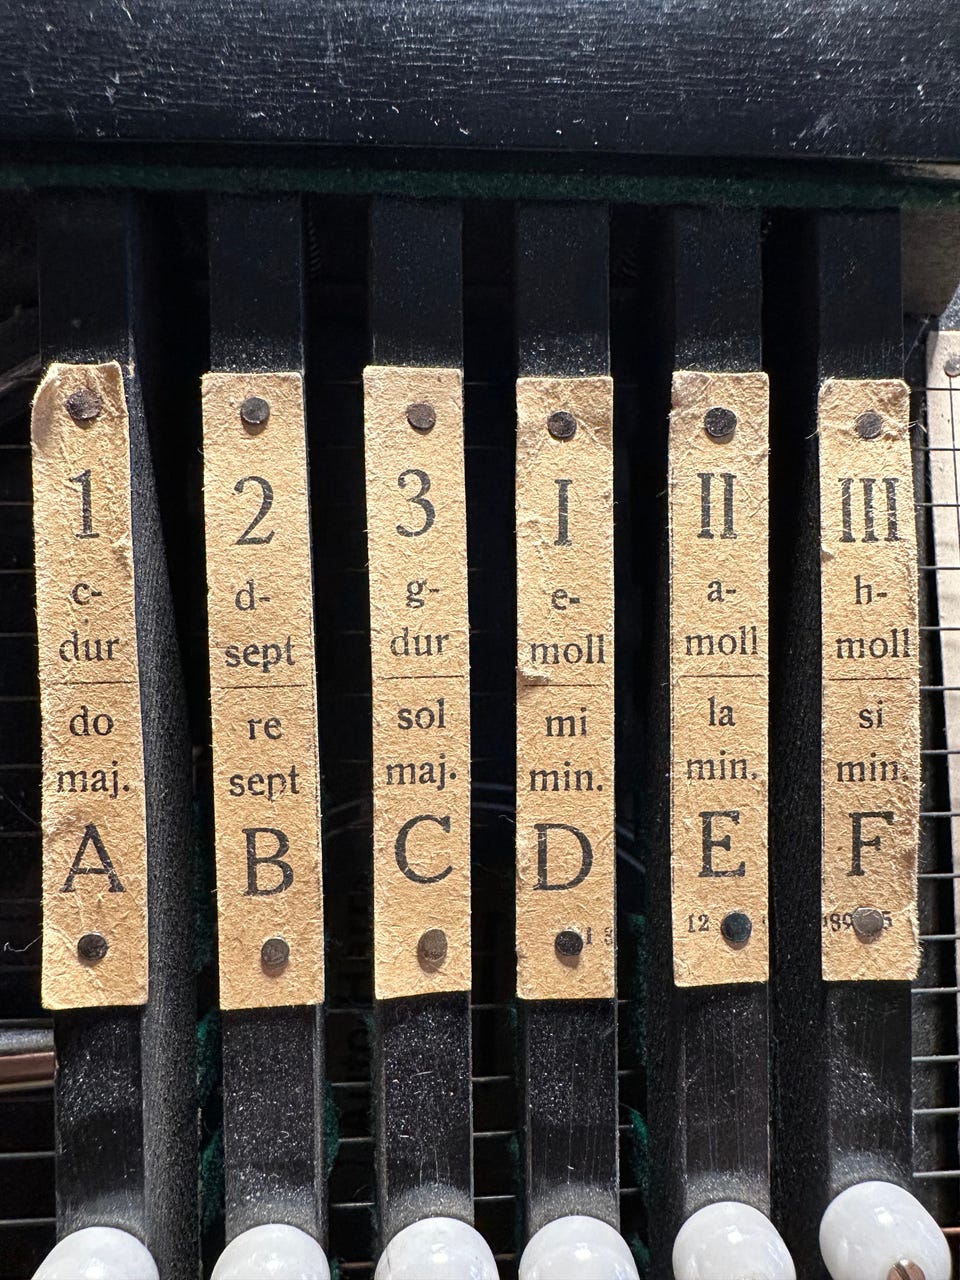 1
c-
dur
do
maj.
A
2
d-
sept
re
sept
B
3
g-
dur
sol
maj.
C
I
e-
moll
mi
min.
D
II
a-
moll
la
min.
E
12
III
h-
moll
si
min.
F